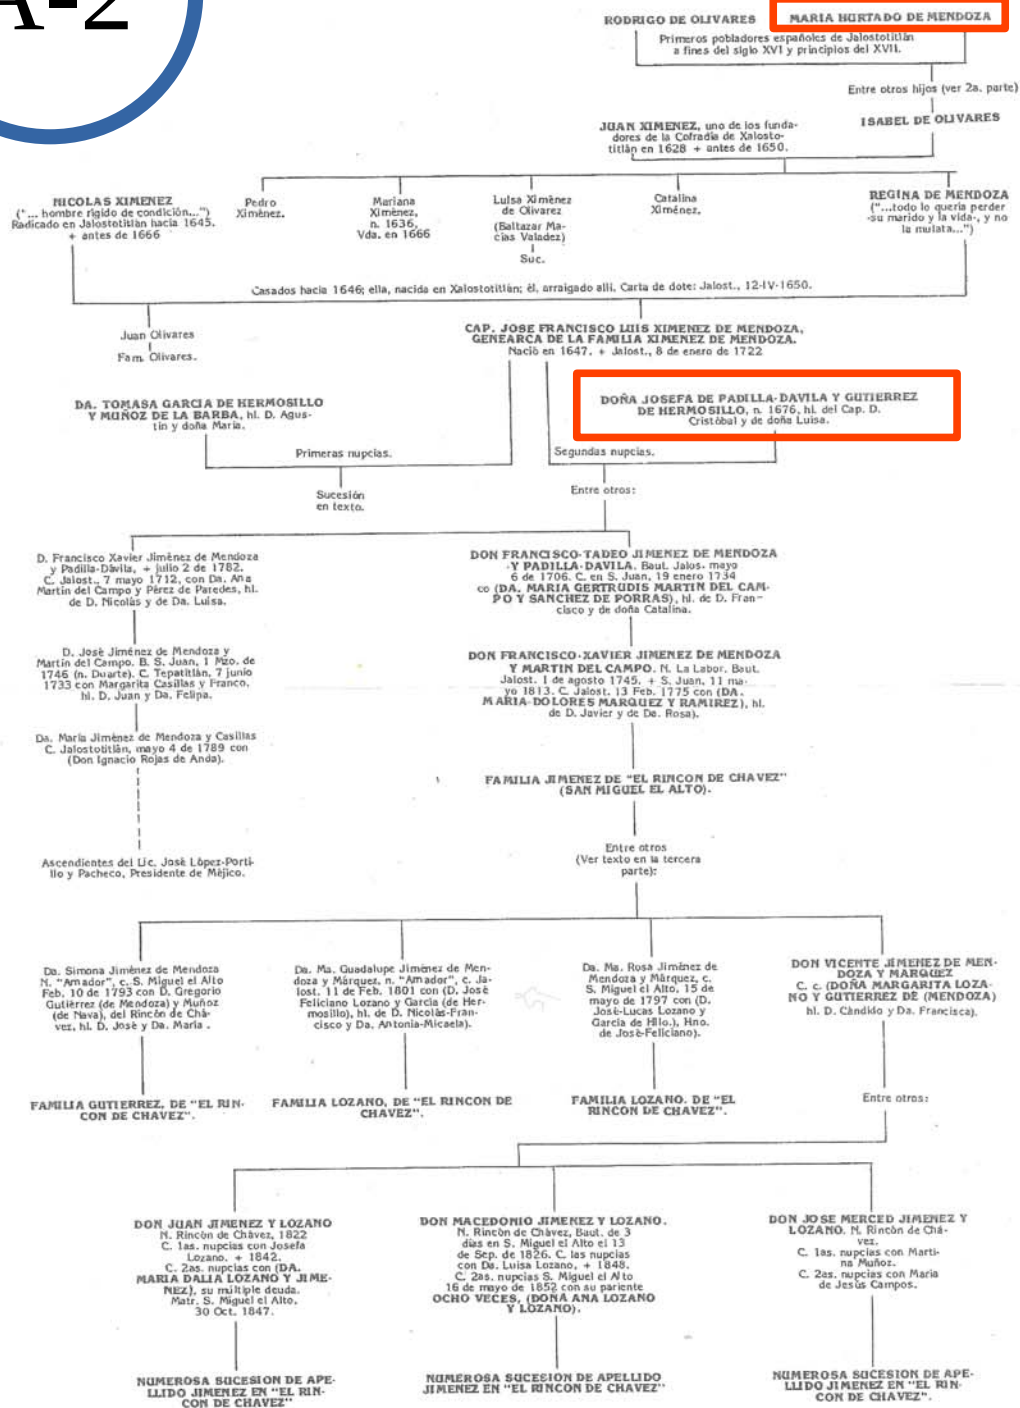 A-2
RODRIGO DE OLIVARES
MARIA HURTADO DE MENDOZA
Primeros pobladores españoles de Jalostotitlán
a fines del siglo XVI y principios del XVII.
Entre otros hijos (ver 2a. parte)
ISABEL DE OLIVARES
JUAN XIMENEZ, uno de los funda-
dores de la Cofradía de Xalosto-
titlán en 1628 + antes de 1650.
NICOLAS XIMENEZ
("... hombre rígido de condición...")
Radicado en Jalostotitlán hacia 1645.
+ antes de 1666
Pedro
Ximènez.
Mariana
Ximènez,
n. 1636,
Vda. en 1666
Luisa Ximènez
de Olivarez
(Baltazar Ma-
cías Valadez)
Suc.
Catalina
Ximénez.
REGINA DE MENDOZA
("...todo lo quería perder
-su marido y la vida-, y no
la mulata...")
Casados hacia 1646; ella, nacida en Xalostotitlán; èl, arraigado allí. Carta de dote: Jalost., 12-IV-1650.
Juan Olivares
Fam. Olivares.
CAP. JOSE FRANCISCO LUIS XIMENEZ DE MENDOZA,
GENEARCA DE LA FAMILIA XIMENEZ DE MENDOZA.
Naciò en 1647. + Jalost., 8 de enero de 1722
DA. TOMASA GARCIA DE HERMOSILLO
Y MUÑOZ DE LA BARBA, hl. D. Agus-
tín y doña María.
DOÑA JOSEFA DE PADILLA-DAVILA Y GUTIERREZ
DE HERMOSILLO, n. 1676, hl. del Cap. D.
Cristóbal y de doña Luisa.
Primeras nupcias.
Segundas nupcias.
Sucesión
en texto.
Entre otros:
D. Francisco Xavier Jimènez de Mendoza
y Padilla-Dávila, + julio 2 de 1782.
C. Jalost., 7 mayo 1712, con Da. Ana
Martín del Campo y Pérez de Paredes, hl.
de D. Nicolás y de Da. Luisa.
DON FRANCISCO-TADEO JIMENEZ DE MENDOZA
Y PADILLA-DAVILA. Baut. Jalos. mayo
6 de 1706. C. en S. Juan, 19 enero 1734
co (DA. MARIA GERTRUDIS MARTIN DEL CAM-
PO Y SANCHEZ DE PORRAS), hl. de D. Fran-
cisco y de doña Catalina.
D. Josè Jimènez de Mendoza y
Martín del Campo. B. S. Juan, 1 Mzo. de
1746 (n. Duarte). C. Tepatitlán, 7 junio
1733 con Margarita Casillas y Franco,
hl. D. Juan y Da. Felipa.
DON FRANCISCO-XAVIER JIMENEZ DE MENDOZA
Y MARTIN DEL CAMPO. N. La Labor, Baut.
Jalost. 1 de agosto 1745. + S. Juan, 11 ma-
yo 1813. C. Jalost. 13 Feb. 1775 con (DA.
MARIA-DOLORES MARQUEZ Y RAMIREZ), hl.
de D. Javier y de Da. Rosa).
Da. María Jimènez de Mendoza y Casillas
C. Jalostotitlán, mayo 4 de 1789 con
(Don Ignacio Rojas de Anda).
FAMILIA JIMENEZ DE "EL RINCON DE CHAVEZ"
(SAN MIGUEL EL ALTO).
Ascendientes del Lic. Josè López-Porti-
llo y Pacheco, Presidente de Mèjico.
Entre otros
(Ver texto en la tercera
parte):
Da. Simona Jimènez de Mendoza
N. "Amador", c. S. Miguel el Alto
Feb. 10 de 1793 con D. Gregorio
Gutièrrez (de Mendoza) y Muñoz
(de Nava), del Rincón de Chá-
vez, hl. D. José y Da. María .
Da. Ma. Guadalupe Jimènez de Men-
doza y Márquez, n. "Amador", c. Ja-
lost. 11 de Feb. 1801 con (D. Josè
Feliciano Lozano y García (de Her-
mosillo), hl. de D. Nicolás-Fran-
cisco y Da. Antonia-Micaela).
Da. Ma. Rosa Jimènez de
Mendoza y Márquez, c.
S. Miguel el Alto, 15 de
mayo de 1797 con (D.
Josè-Lucas Lozano y
García de Hllo.), Hno.
de Josè-Feliciano).
DON VICENTE JIMENEZ DE MEN-
DOZA Y MARQUEZ
C. c. (DOÑA MARGARITA LOZA-
NO Y GUTIERREZ DE (MENDOZA)
hl. D. Cándido y Da. Francisca).
FAMILIA GUTIERREZ, DE "EL RIN-
CON DE CHAVEZ".
FAMILIA LOZANO, DE "EL RINCON DE
CHAVEZ".
FAMILIA LOZANO. DE "EL
RINCON DE CHAVEZ".
Entre otros:
DON JUAN JIMENEZ Y LOZANO
N. Rincón de Chávez, 1822
C. 1as. nupcias con Josefa
Lozano. + 1842.
C. 2as. nupcias con (DA.
MARIA DALIA LOZANO Y JIME-
NEZ), su múltiple deuda.
Matr. S. Miguel el Alto,
30 Oct. 1847.
DON MACEDONIO JIMENEZ Y LOZANO.
N. Rincón de Chávez, Baut. de 3
días en S. Miguel el Alto el 13
de Sep. de 1826. C. las nupcias
con Da. Luisa Lozano, + 1848.
C. 2as. nupcias S. Miguel el Alto
16 de mayo de 1852 con su pariente
OCHO VECES, (DOÑA ANA LOZANO
Y LOZANO).
DON JOSE MERCED JIMENEZ Y
LOZANO. N. Rincón de Chá-
vez.
C. 1as. nupcias con Marti-
na Muñoz.
C. 2as. nupcias con María
de Jesús Campos.
NUMEROSA SUCESION DE APE-
LLIDO JIMENEZ EN "EL RIN-
CON DE CHAVEZ"
NUMEROSA SUCESION DE APELLIDO
JIMENEZ EN "EL RINCON DE CHAVEZ"
NUMEROSA SUCESION DE APE-
LLIDO JIMENEZ EN "EL RIN-
CON DE CHAVEZ".